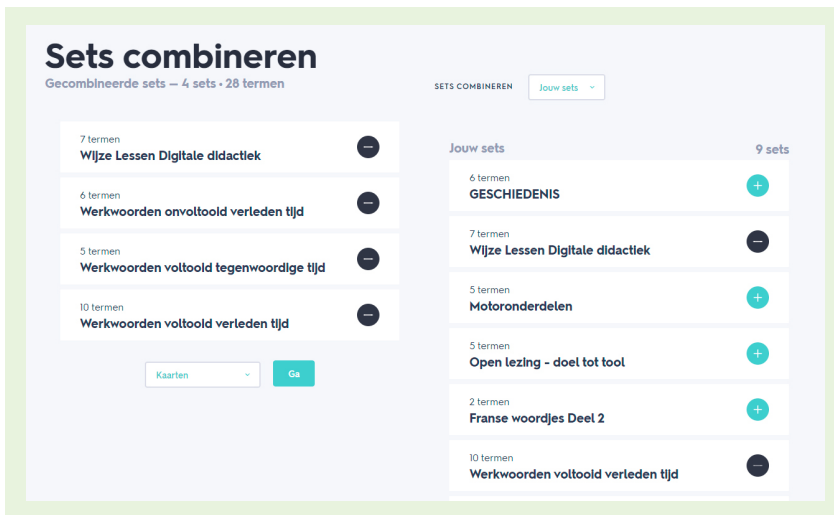 Sets combineren
Gecombineerde sets — 4 sets • 28 termen
7 termen
Wijze Lessen Digitale didactiek
6 termen
Werkwoorden onvoltooid verleden tijd
5 termen
Werkwoorden voltooid tegenwoordige tijd
10 termen
Werkwoorden voltooid verleden tijd
Kaarten
Ga
SETS COMBINEREN
Jouw sets
Jouw sets
9 sets
6 termen
GESCHIEDENIS
7 termen
Wijze Lessen Digitale didactiek
5 termen
Motoronderdelen
5 termen
Open lezing - doel tot tool
2 termen
Franse woordjes Deel 2
10 termen
Werkwoorden voltooid verleden tijd